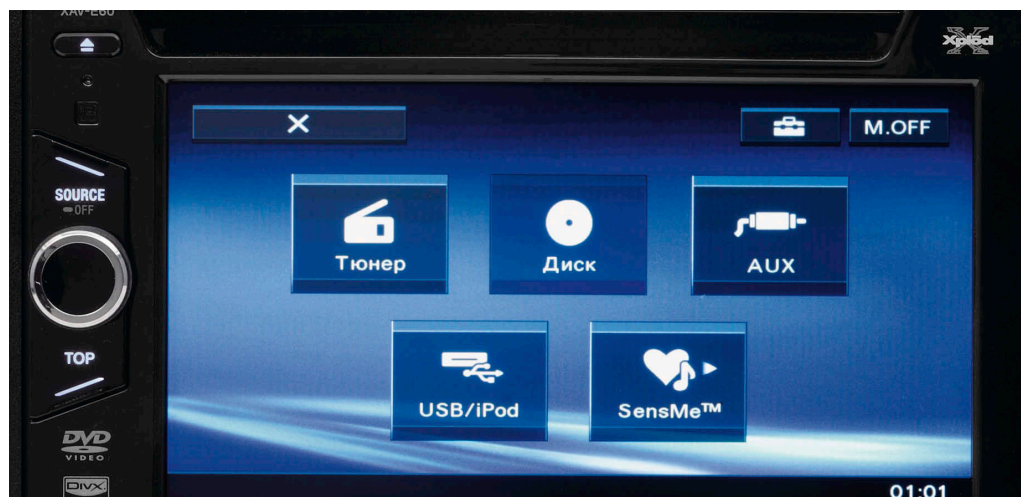 XAV-E60
Xplōd
M.OFF
SOURCE
OFF
Тюнер
Диск
AUX
TOP
USB/iPod
SensMe™
DVD
VIDEO
DIVX
01:01